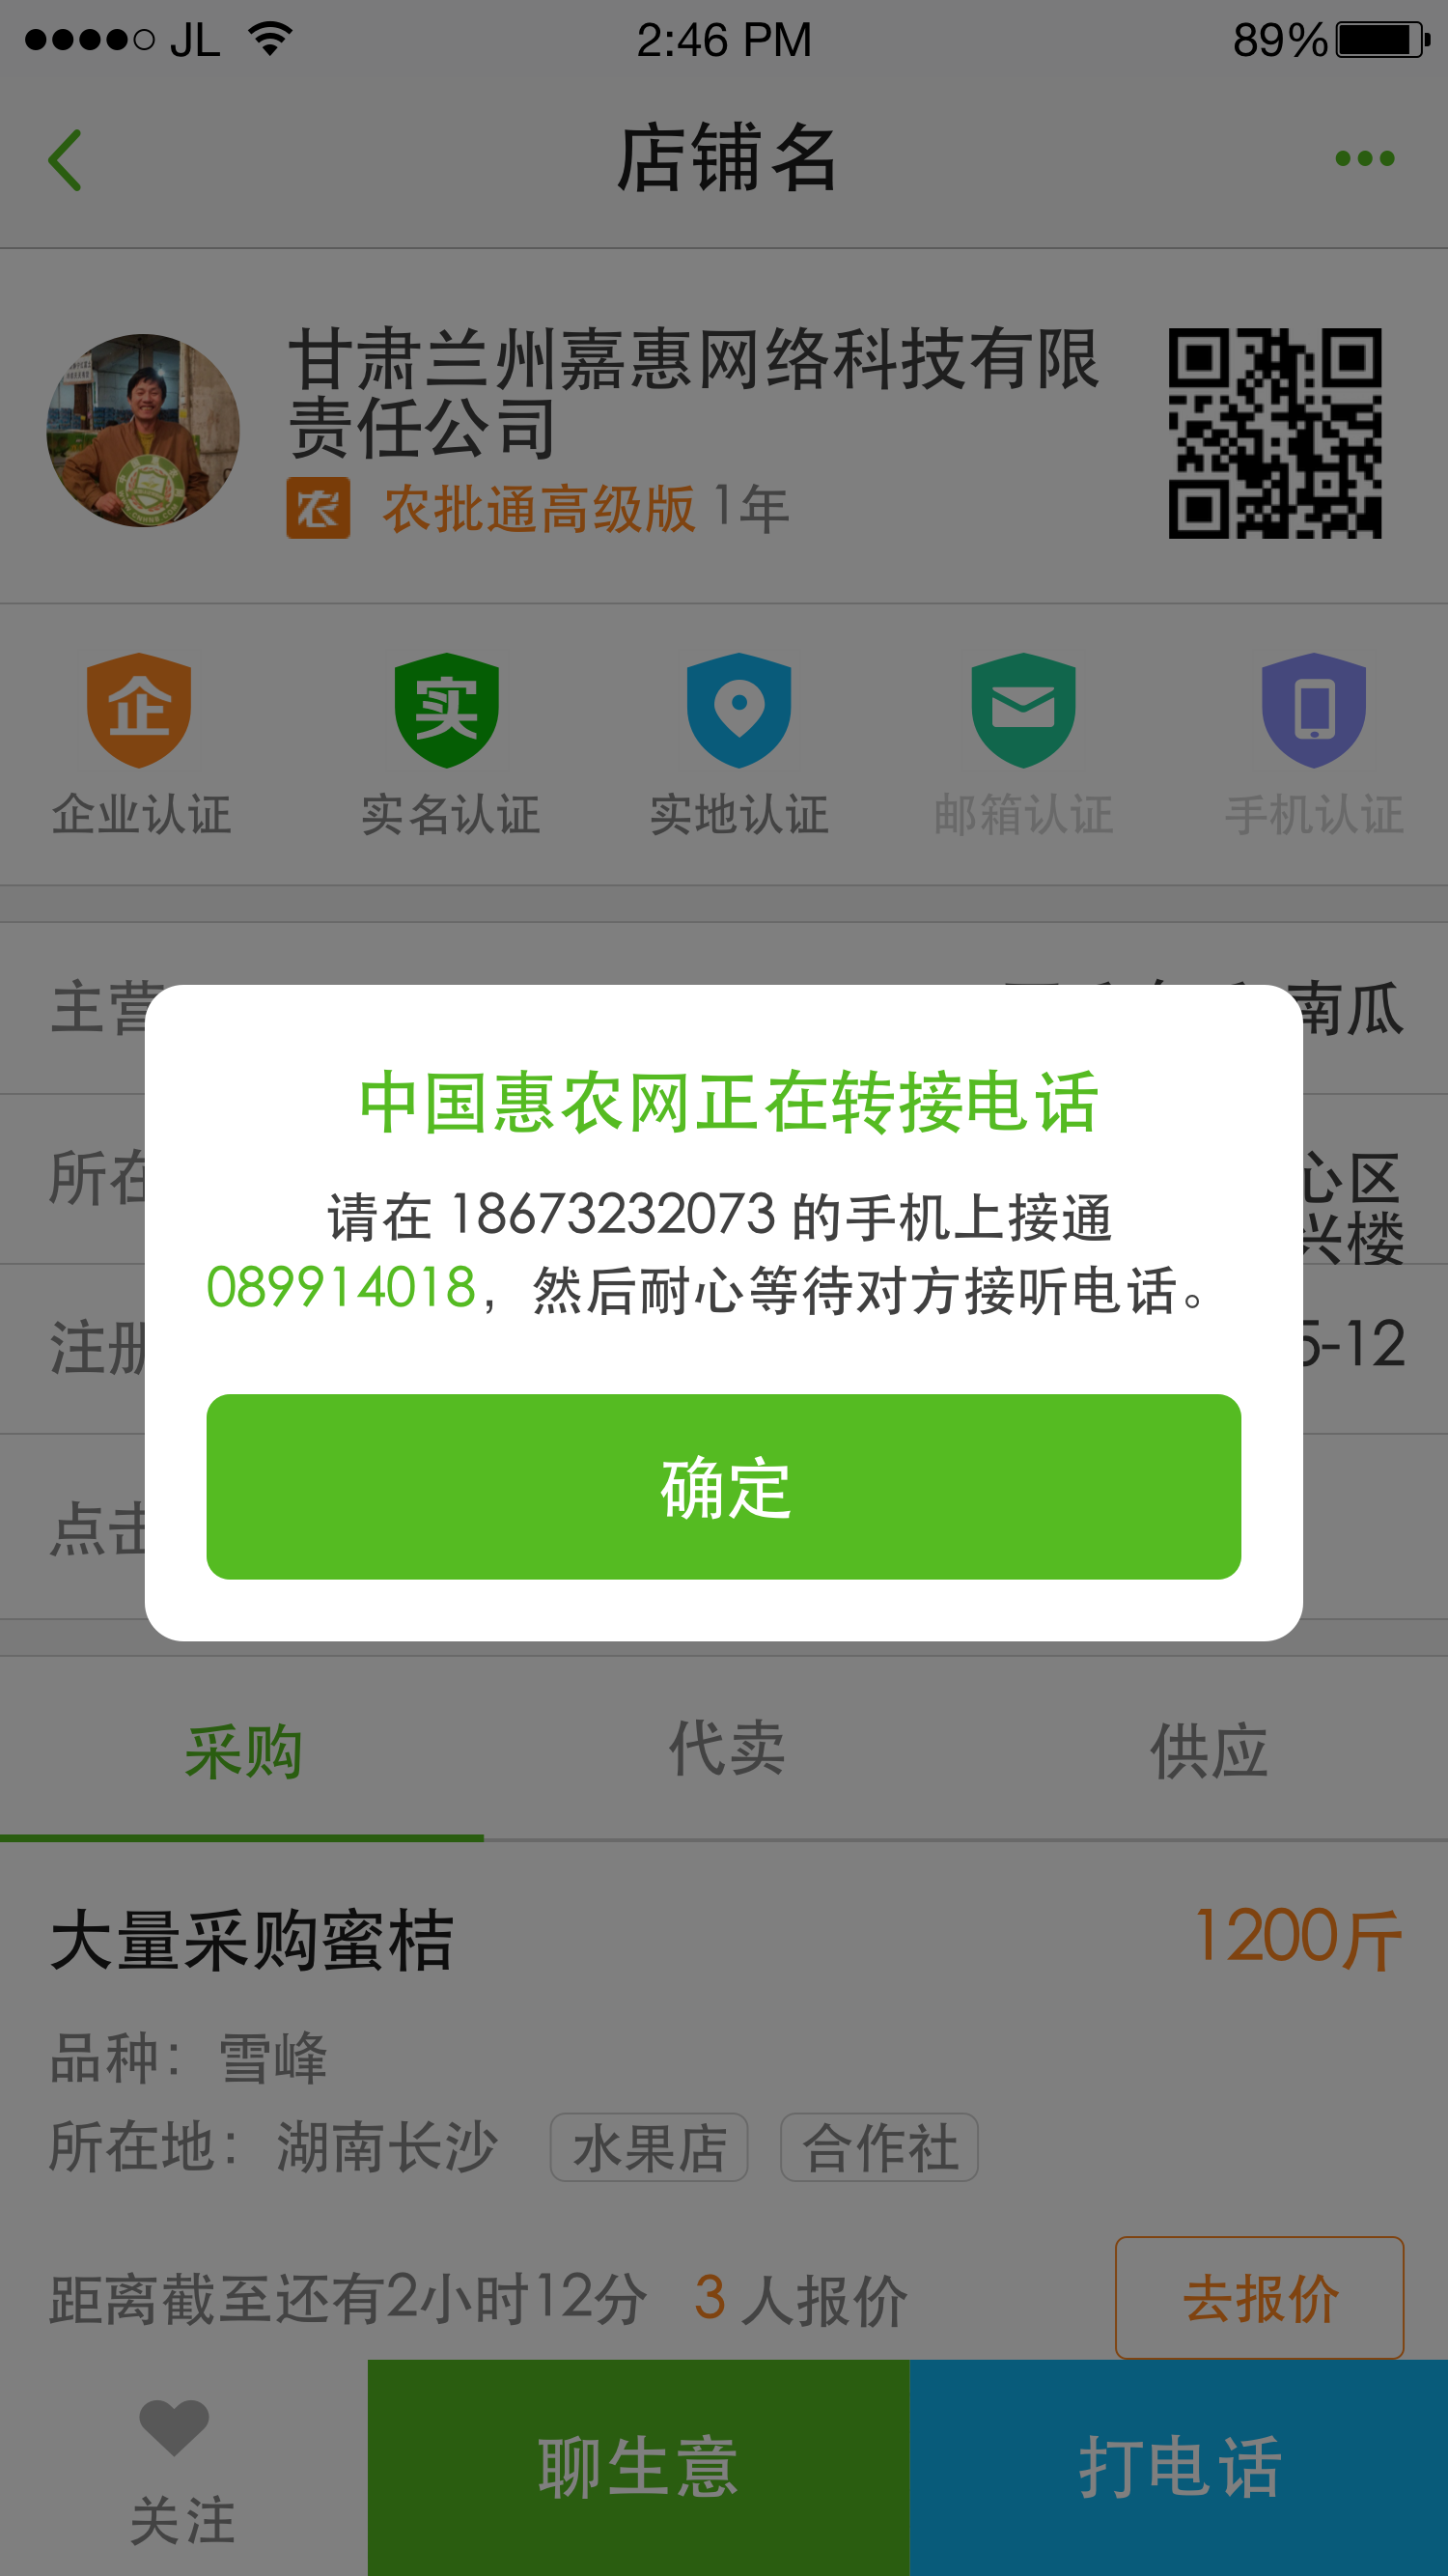 JL 2:46 PM 89%
店铺名
甘肃兰州嘉惠网络科技有限
责任公司
农 农批通高级版 1年
企 实
企业认证 实名认证 实地认证 邮箱认证 手机认证
主营 南瓜
所在 心区
兴楼
注册 5-12
点击
中国惠农网正在转接电话
请在 18673232073 的手机上接通
089914018，然后耐心等待对方接听电话。
确定
采购 代卖 供应
大量采购蜜桔 1200斤
品种：雪峰
所在地：湖南长沙 水果店 合作社
距离截至还有2小时12分 3 人报价 去报价
关注 聊生意 打电话